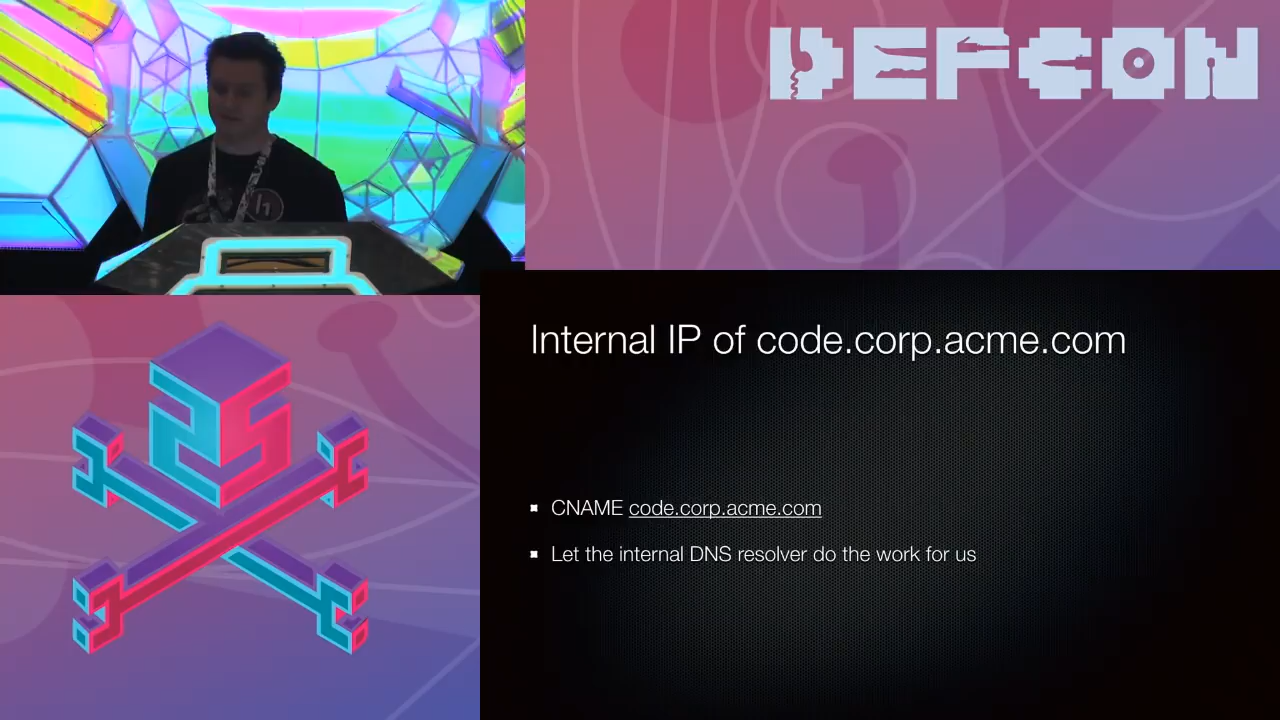 DEFCON
Internal IP of code.corp.acme.com
▪ CNAME code.corp.acme.com
▪ Let the internal DNS resolver do the work for us